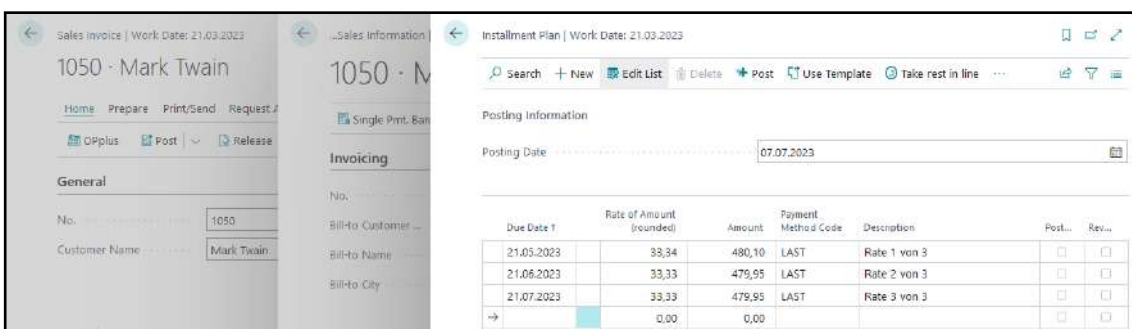 Sales Invoice | Work Date: 21.03.2023
1050 · Mark Twain
Home Prepare Print/Send Request A
OPplus Post Release
General
No. 1050
Customer Name Mark Twain
...Sales Information |
1050 · M
Single Pmt. Ban
Invoicing
No.
Bill-to Customer ...
Bill-to Name
Bill-to City
Installment Plan | Work Date: 21.03.2023
Search New Edit List Delete Post Use Template Take rest in line ...
Posting Information
Posting Date 07.07.2023
Due Date ↑ Rate of Amount (rounded) Amount Payment Method Code Description Post... Rev...
21.05.2023 33,34 480,10 LAST Rate 1 von 3
21.06.2023 33,33 479,95 LAST Rate 2 von 3
21.07.2023 33,33 479,95 LAST Rate 3 von 3
0,00 0,00